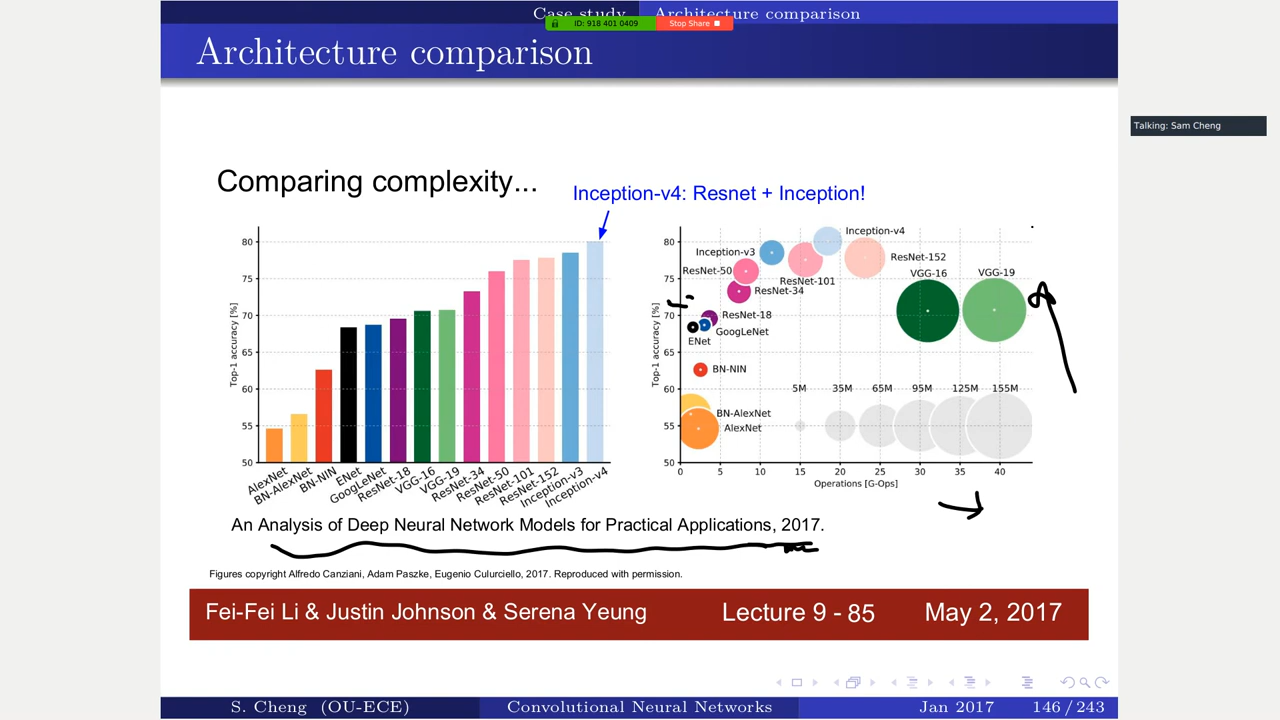 Case study
Architecture comparison
ID: 918 401 0409
Stop Share
Architecture comparison
Talking: Sam Cheng
Comparing complexity...
Inception-v4: Resnet + Inception!
80
75
70
65
60
55
50
Top-1 accuracy [%]
AlexNet
BN-AlexNet
BN-NIN
ENet
GoogLeNet
ResNet-18
VGG-16
VGG-19
ResNet-34
ResNet-50
ResNet-101
ResNet-152
Inception-v3
Inception-v4
80
75
70
65
60
55
50
Top-1 accuracy [%]
Inception-v4
Inception-v3
ResNet-152
ResNet-50
VGG-16
VGG-19
ResNet-101
ResNet-34
ResNet-18
GoogLeNet
ENet
BN-NIN
5M 35M 65M 95M 125M 155M
BN-AlexNet
AlexNet
0 5 10 15 20 25 30 35 40
Operations [G-Ops]
An Analysis of Deep Neural Network Models for Practical Applications, 2017.
Figures copyright Alfredo Canziani, Adam Paszke, Eugenio Culurciello, 2017. Reproduced with permission.
Fei-Fei Li & Justin Johnson & Serena Yeung
Lecture 9 - 85
May 2, 2017
S. Cheng (OU-ECE)
Convolutional Neural Networks
Jan 2017
146 / 243